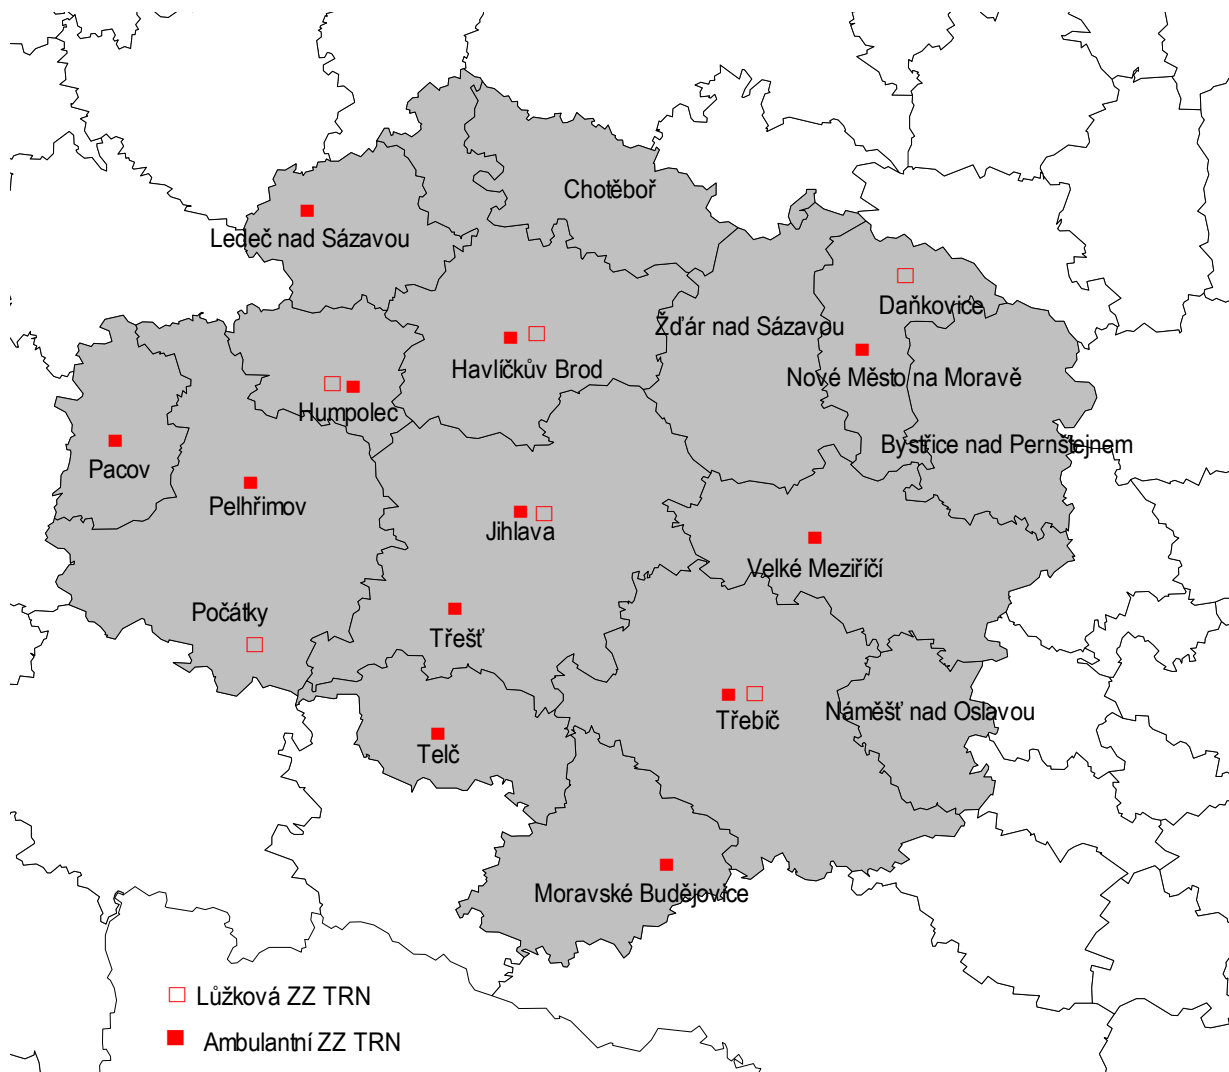 Chotěboř
Ledeč nad Sázavou
Daňkovice
Žďár nad Sázavou
Havlíčkův Brod
Nové Město na Moravě
Humpolec
Bystřice nad Pernštejnem
Pacov
Pelhřimov
Jihlava
Velké Meziříčí
Počátky
Třešť
Náměšť nad Oslavou
Třebíč
Telč
Moravské Budějovice
Lůžková ZZ TRN
Ambulantní ZZ TRN